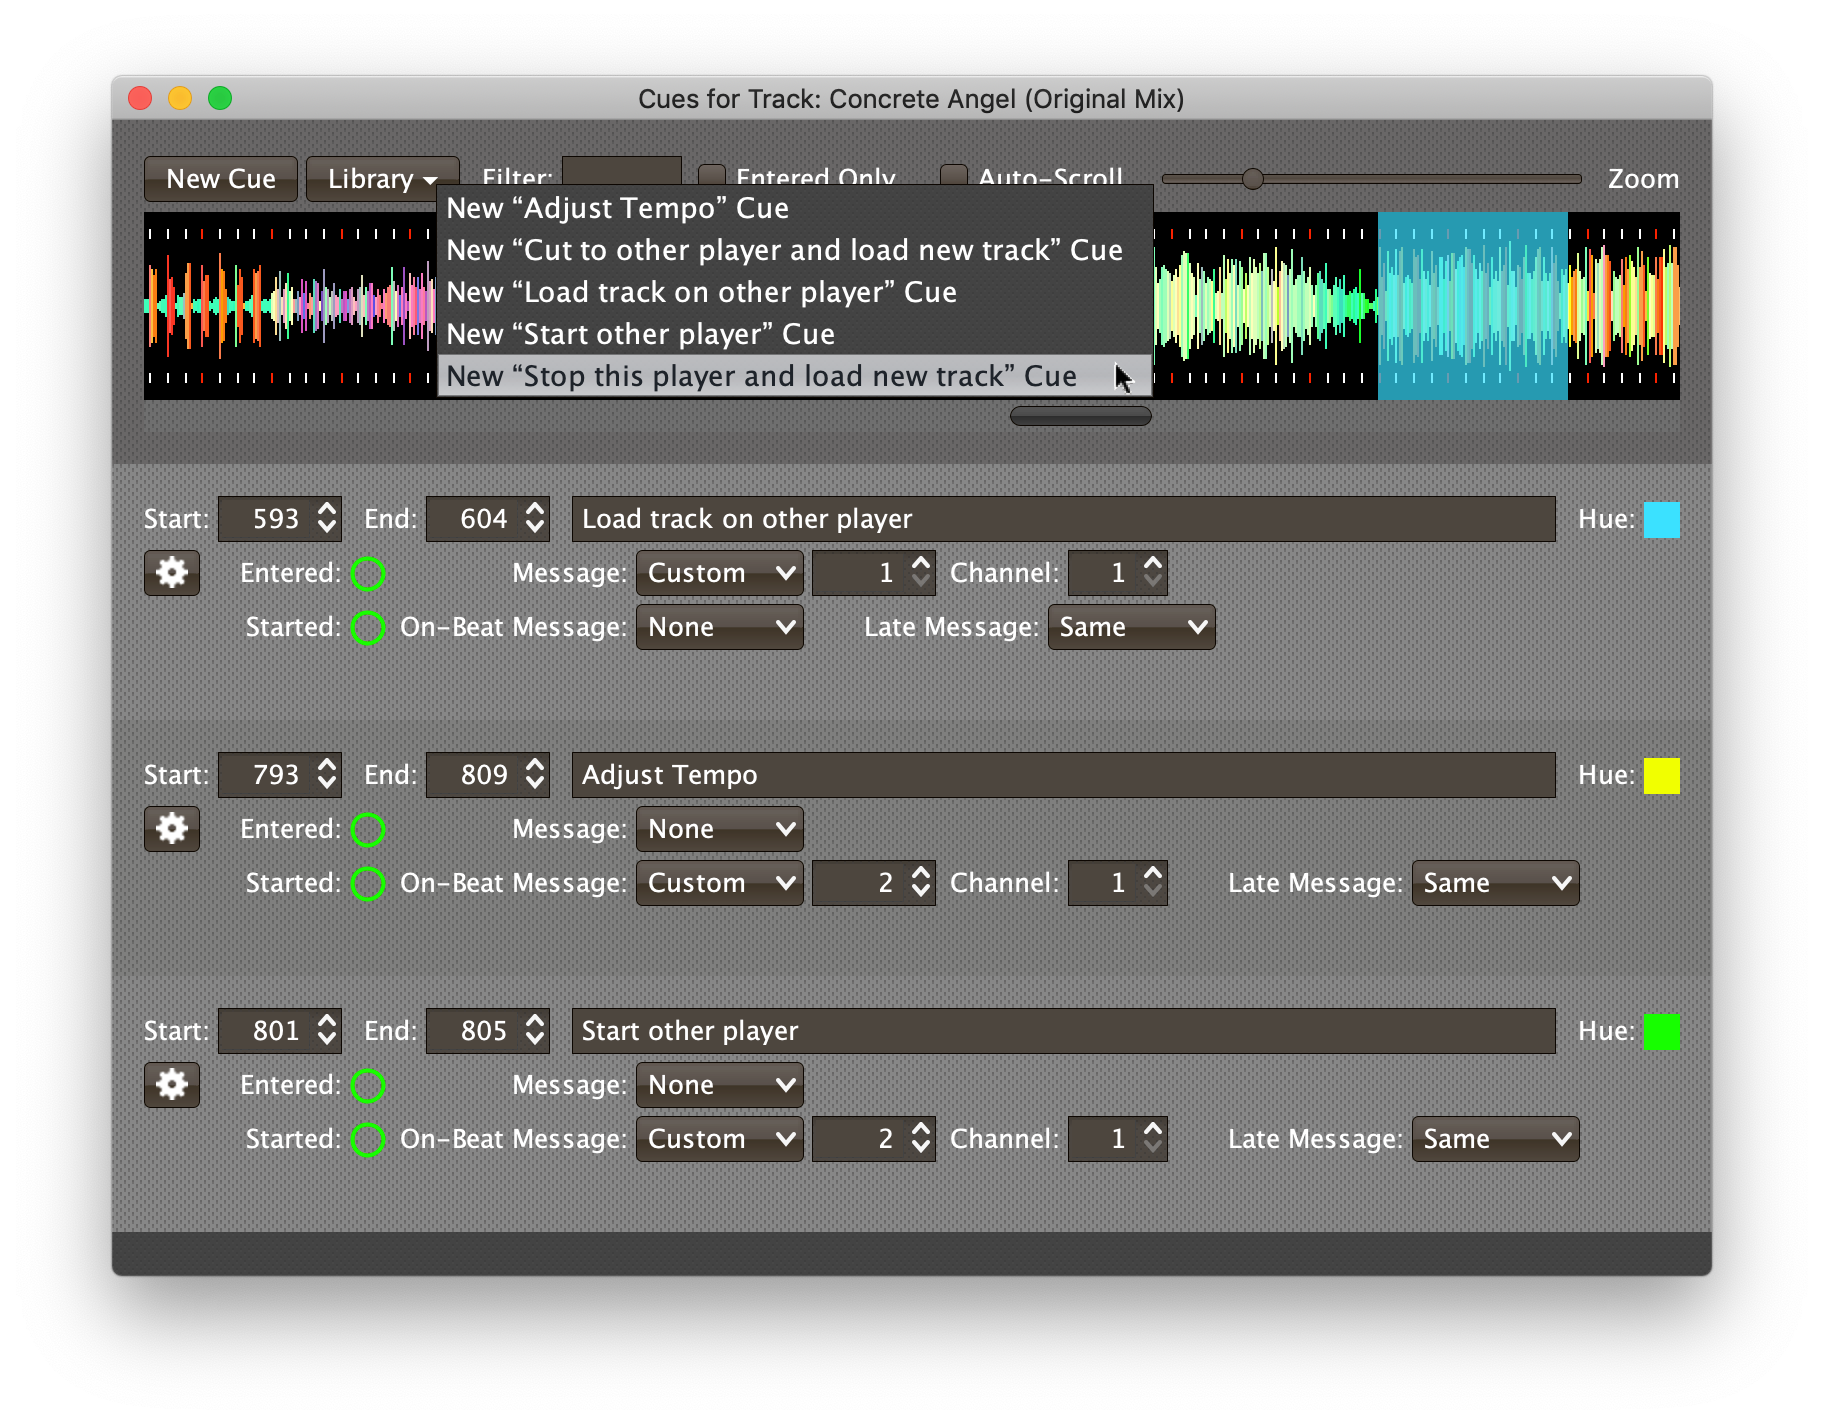 Cues for Track: Concrete Angel (Original Mix)
New Cue Library Filter: Entered Only Auto-Scroll Zoom
New “Adjust Tempo” Cue
New “Cut to other player and load new track” Cue
New “Load track on other player” Cue
New “Start other player” Cue
New “Stop this player and load new track” Cue
Start: 593 End: 604 Load track on other player Hue:
Entered: Message: Custom 1 Channel: 1
Started: On-Beat Message: None Late Message: Same
Start: 793 End: 809 Adjust Tempo Hue:
Entered: Message: None
Started: On-Beat Message: Custom 2 Channel: 1 Late Message: Same
Start: 801 End: 805 Start other player Hue:
Entered: Message: None
Started: On-Beat Message: Custom 2 Channel: 1 Late Message: Same